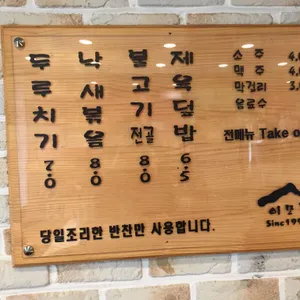 두루치기 7.0
낙새볶음 8.0
불고기전골 8.0
제육덮밥 6.5
소주 4,
맥주 4,
막걸리 3,
음료수
전메뉴 Take o
Sinc199
당일조리한 반찬만 사용합니다.